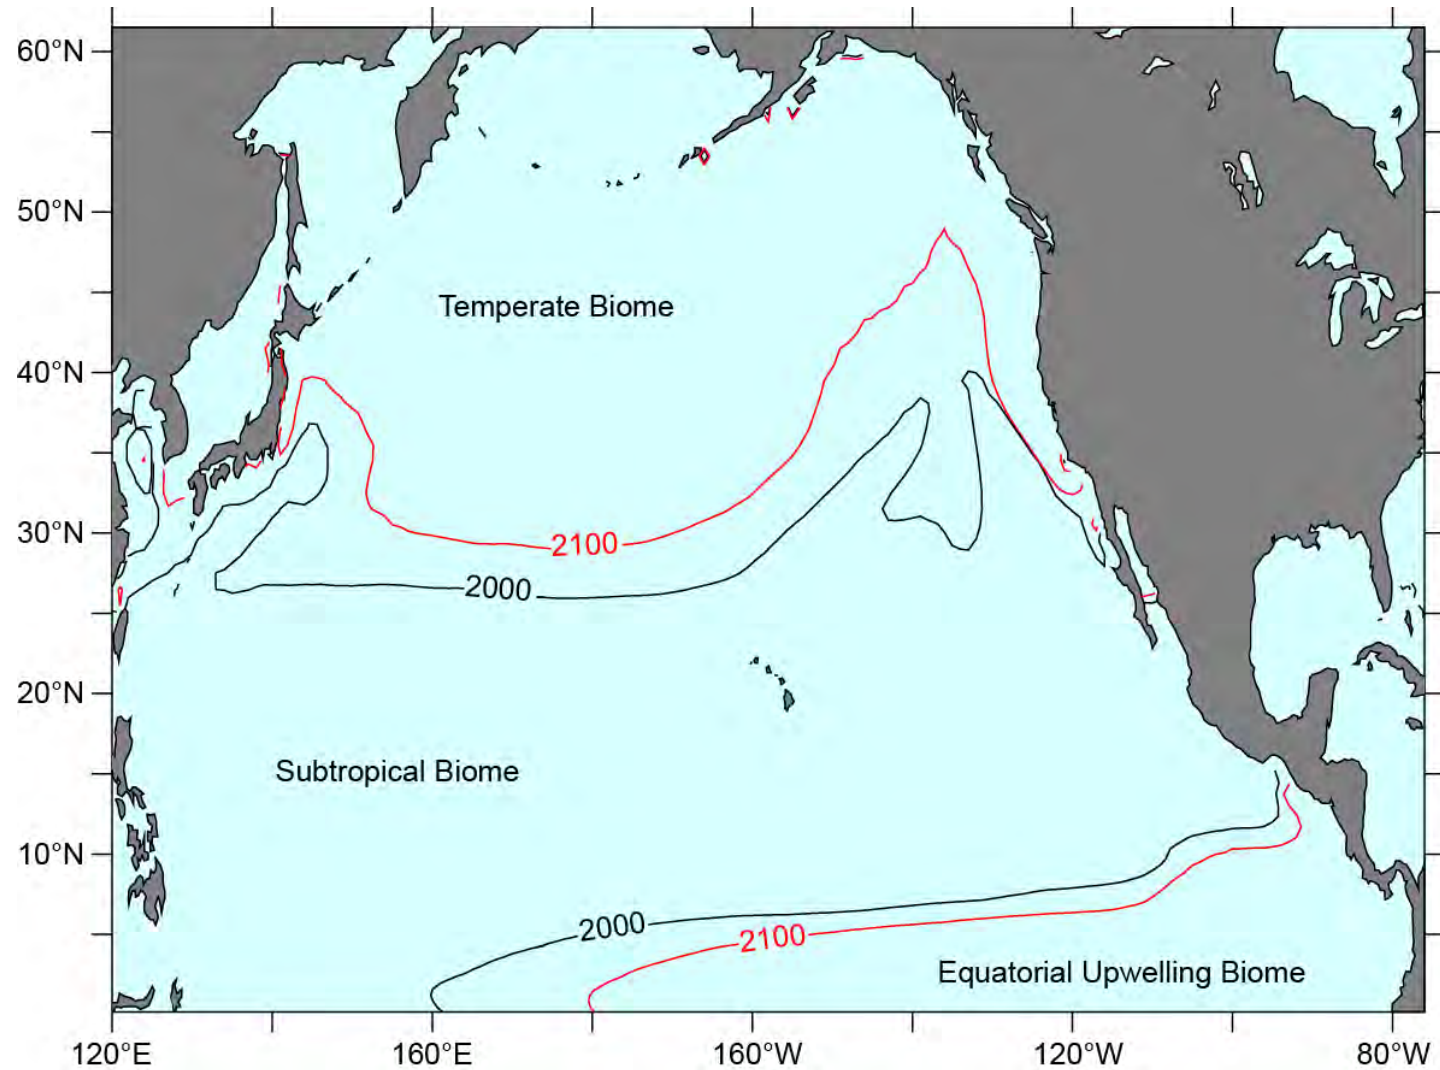 60°N
50°N
Temperate Biome
40°N
2100
30°N
2000
20°N
Subtropical Biome
10°N
2000
2100
Equatorial Upwelling Biome
120°E
160°E
160°W
120°W
80°W